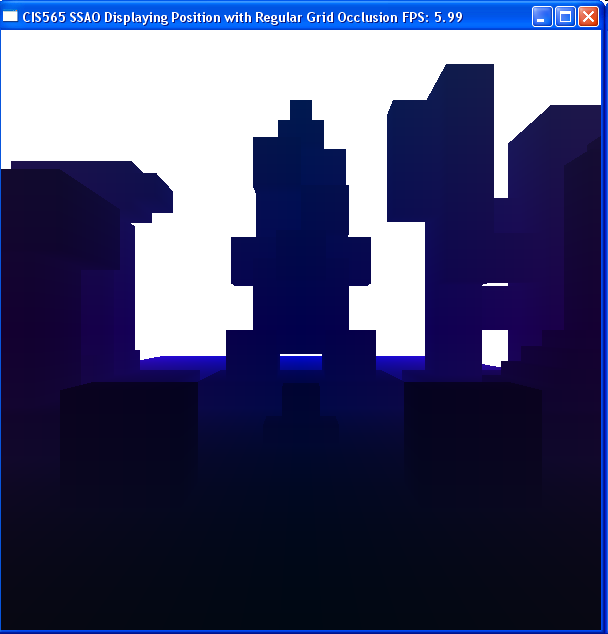 CIS565 SSAO Displaying Position with Regular Grid Occlusion FPS: 5.99